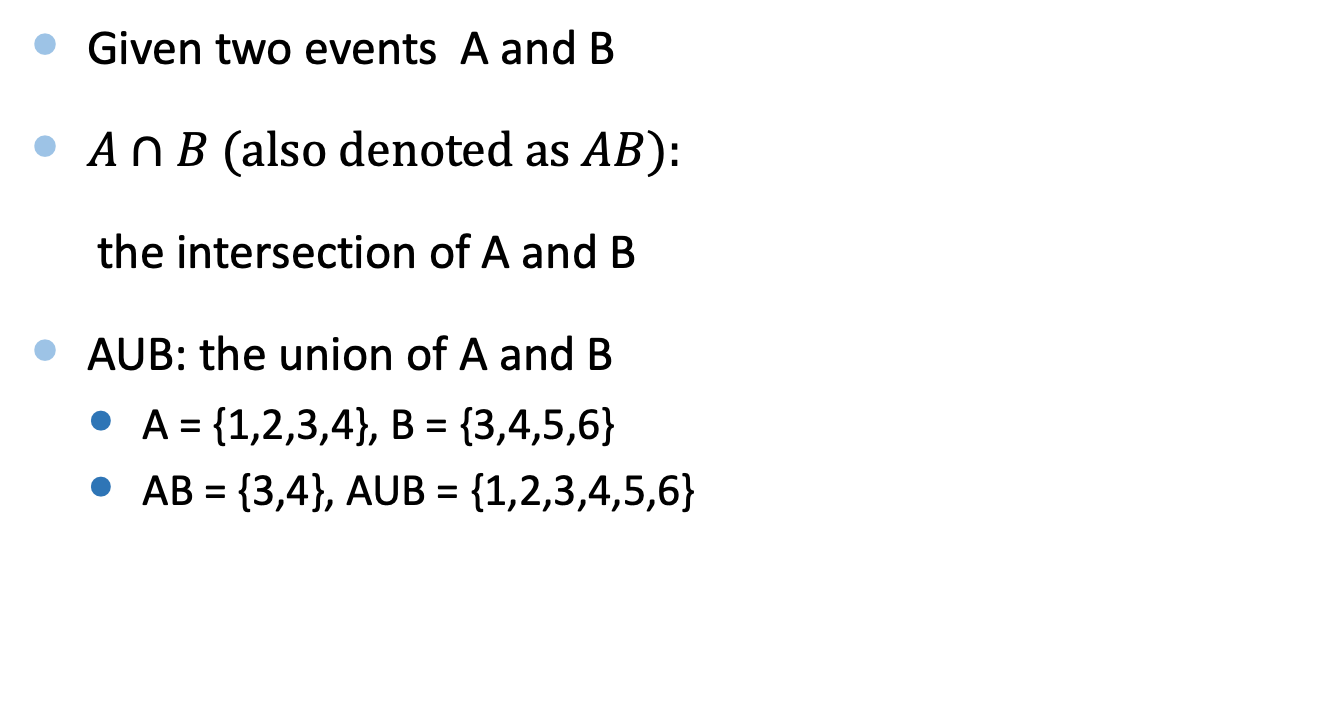 Given two events  A and B
A ∩ B (also denoted as AB):
the intersection of A and B
AUB: the union of A and B
A = {1,2,3,4}, B = {3,4,5,6}
AB = {3,4}, AUB = {1,2,3,4,5,6}